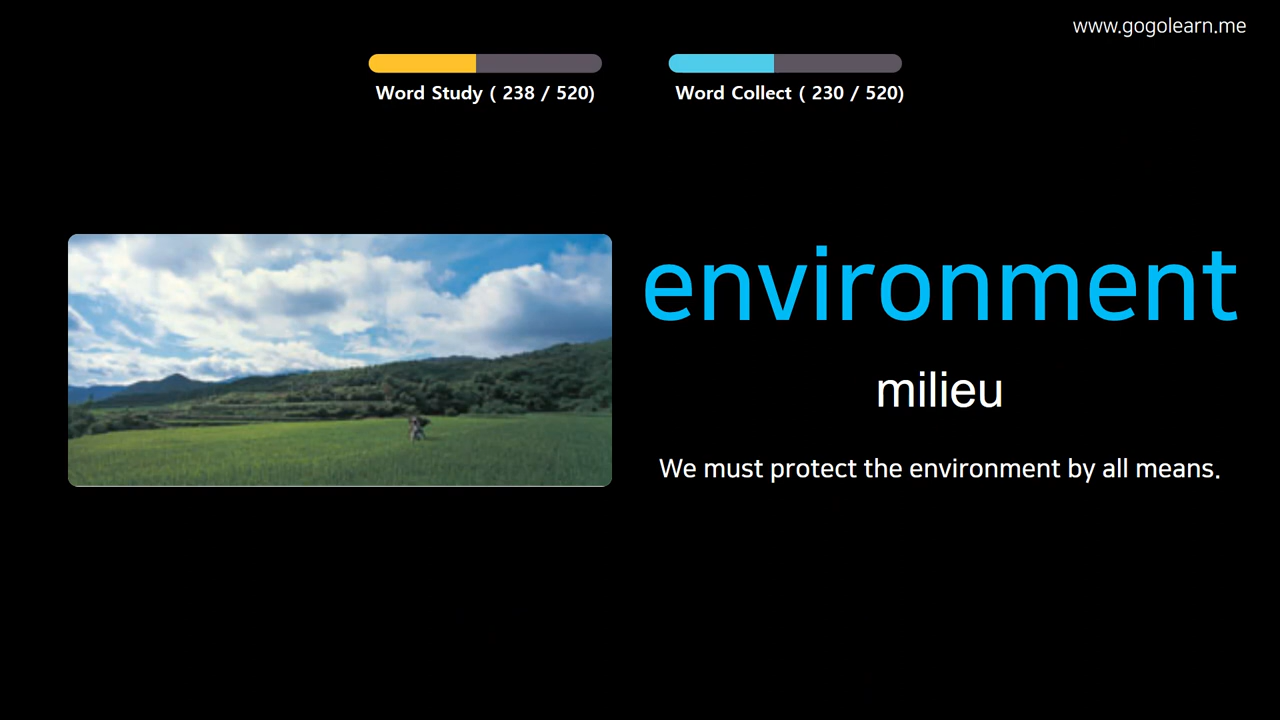 www.gogolearn.me
Word Study ( 238 / 520)
Word Collect ( 230 / 520)
environment
milieu
We must protect the environment by all means.